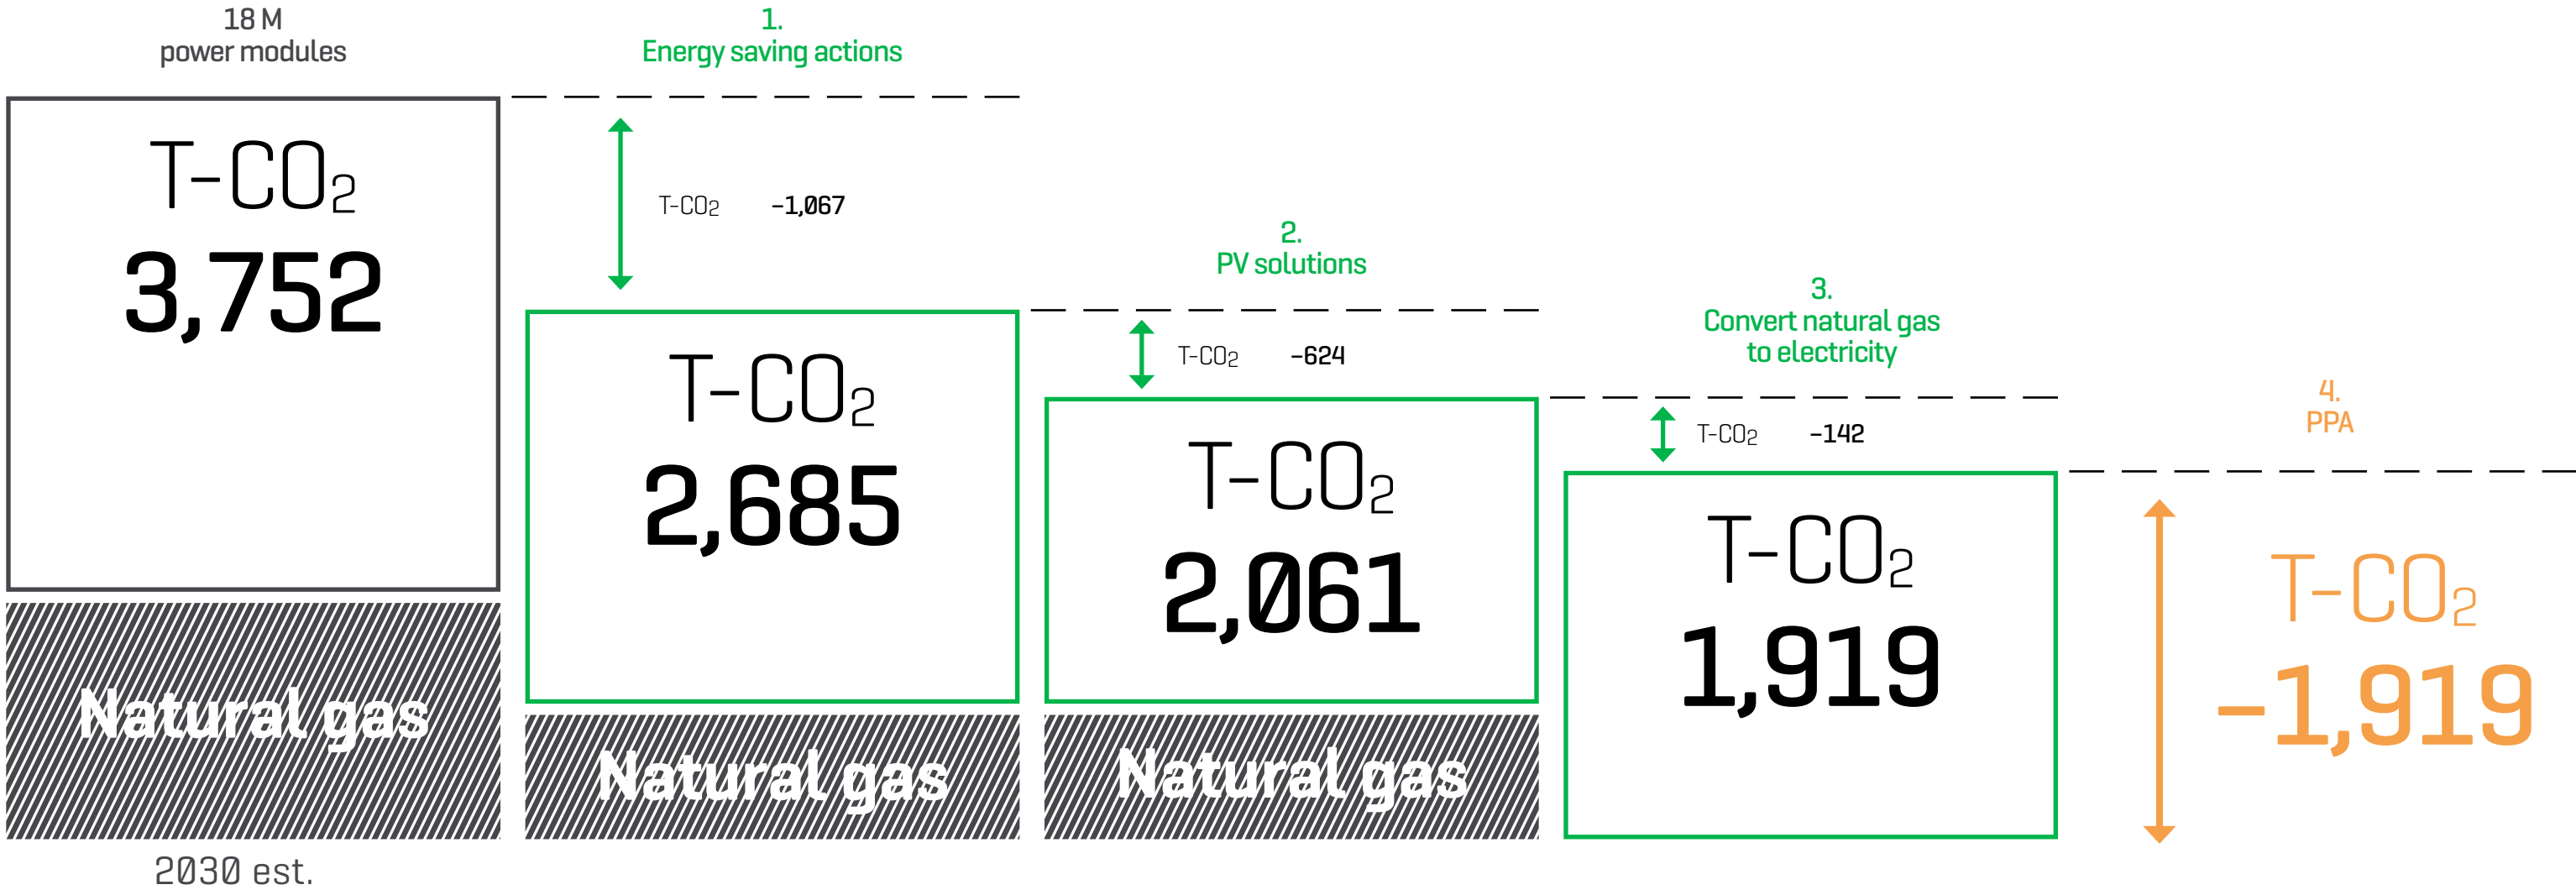 18 M
power modules
T-CO₂
3,752
Natural gas
2030 est.
1.
Energy saving actions
T-CO₂ -1,067
T-CO₂
2,685
Natural gas
2.
PV solutions
T-CO₂ -624
T-CO₂
2,061
Natural gas
3.
Convert natural gas
to electricity
T-CO₂ -142
T-CO₂
1,919
4.
PPA
T-CO₂
-1,919